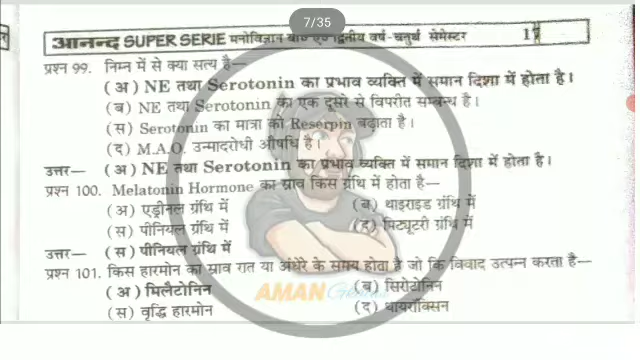 7/35
आनन्द SUPER SERIE मनोविज्ञान बी० ए० द्वितीय वर्ष-चतुर्थ सेमेस्टर 17
प्रश्न 99. निम्न में से क्या सत्य है—
(अ) NE तथा Serotonin का प्रभाव व्यक्ति में समान दिशा में होता है।
(ब) NE तथा Serotonin का एक दूसरे से विपरीत सम्बन्ध है।
(स) Serotonin का मात्रा को Reserpin बढ़ाता है।
(द) M.A.O. उन्मादरोधी औषधि है।
उत्तर— (अ) NE तथा Serotonin का प्रभाव व्यक्ति में समान दिशा में होता है।
प्रश्न 100. Melatonin Hormone का स्राव किस ग्रंथि में होता है—
(अ) एड्रीनल ग्रंथि में (ब) थाइराइड ग्रंथि में
(स) पीनियल ग्रंथि में (द) पिट्यूटरी ग्रंथि में
उत्तर— (स) पीनियल ग्रंथि में
प्रश्न 101. किस हारमोन का स्राव रात या अंधेरे के समय होता है जो कि विवाद उत्पन्न करता है—
(अ) मिलैटोनिन (ब) सिरोटोनिन
AMAN
(स) वृद्धि हारमोन (द) थायरॉक्सिन